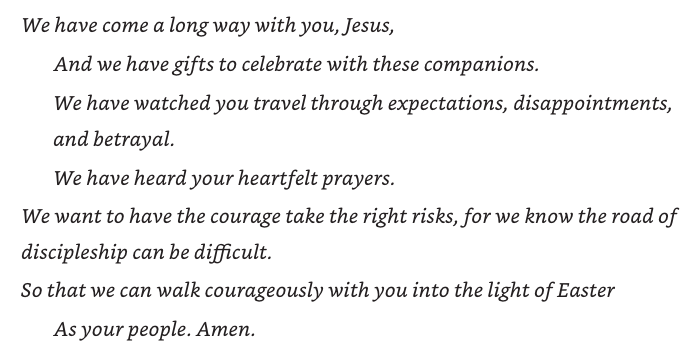 We have come a long way with you, Jesus,
And we have gifts to celebrate with these companions.
We have watched you travel through expectations, disappointments,
and betrayal.
We have heard your heartfelt prayers.
We want to have the courage take the right risks, for we know the road of
discipleship can be difficult.
So that we can walk courageously with you into the light of Easter
As your people. Amen.